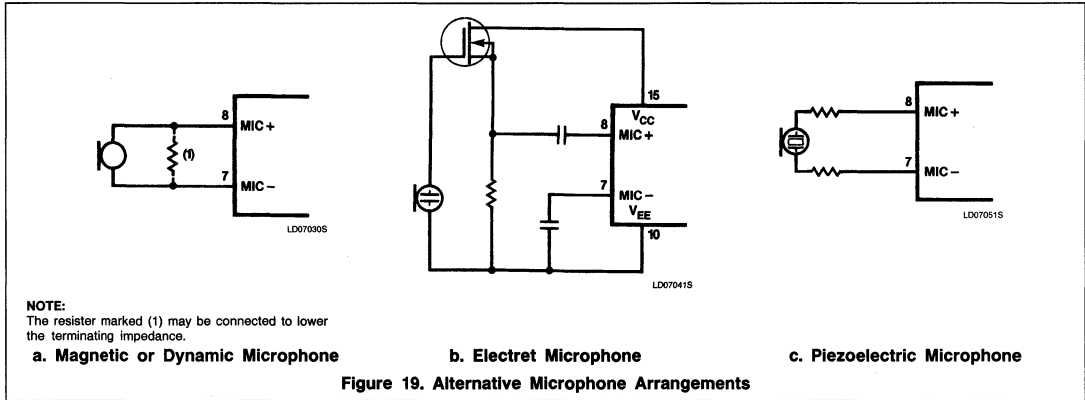 8
MIC +
(1)
7
MIC −
LD07030S
15
VCC
8
MIC +
7
MIC −
VEE
10
LD07041S
8
MIC +
7
MIC −
LD07051S
NOTE:
The resister marked (1) may be connected to lower
the terminating impedance.
a. Magnetic or Dynamic Microphone
b. Electret Microphone
c. Piezoelectric Microphone
Figure 19. Alternative Microphone Arrangements